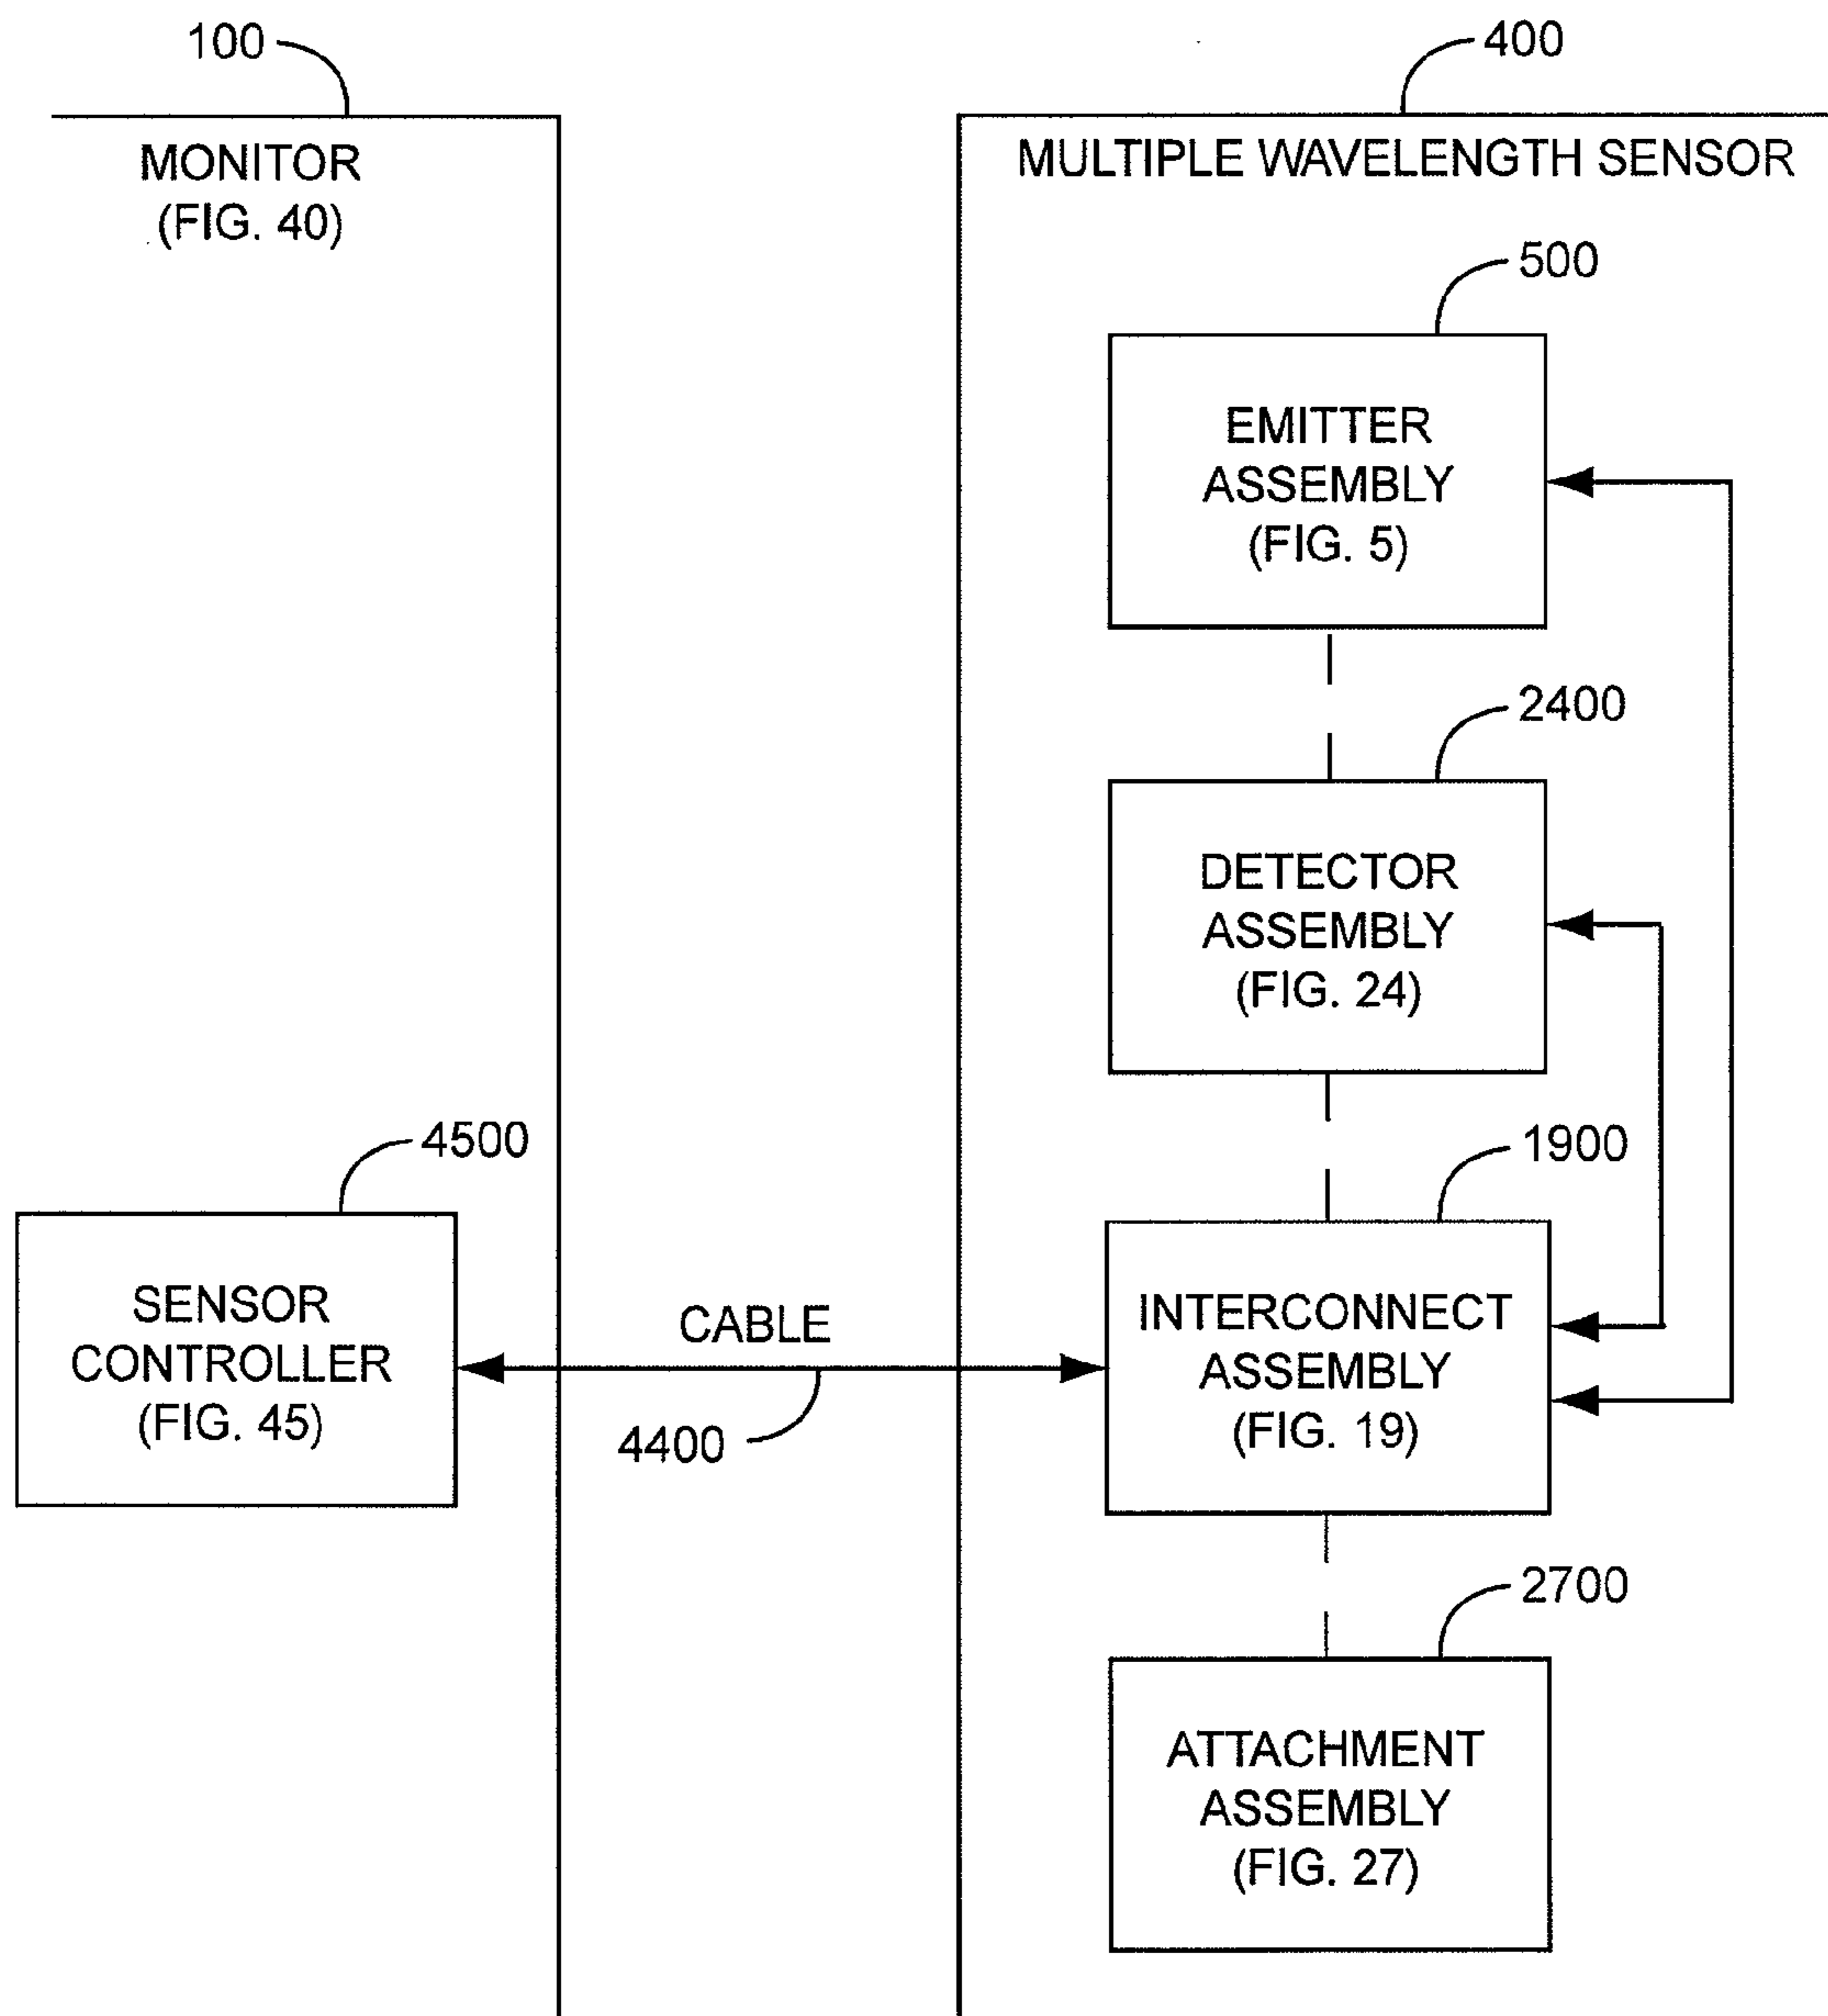 100
400
MONITOR
(FIG. 40)
MULTIPLE WAVELENGTH SENSOR
500
EMITTER
ASSEMBLY
(FIG. 5)
2400
DETECTOR
ASSEMBLY
(FIG. 24)
4500
1900
SENSOR
CONTROLLER
(FIG. 45)
CABLE
4400
INTERCONNECT
ASSEMBLY
(FIG. 19)
2700
ATTACHMENT
ASSEMBLY
(FIG. 27)